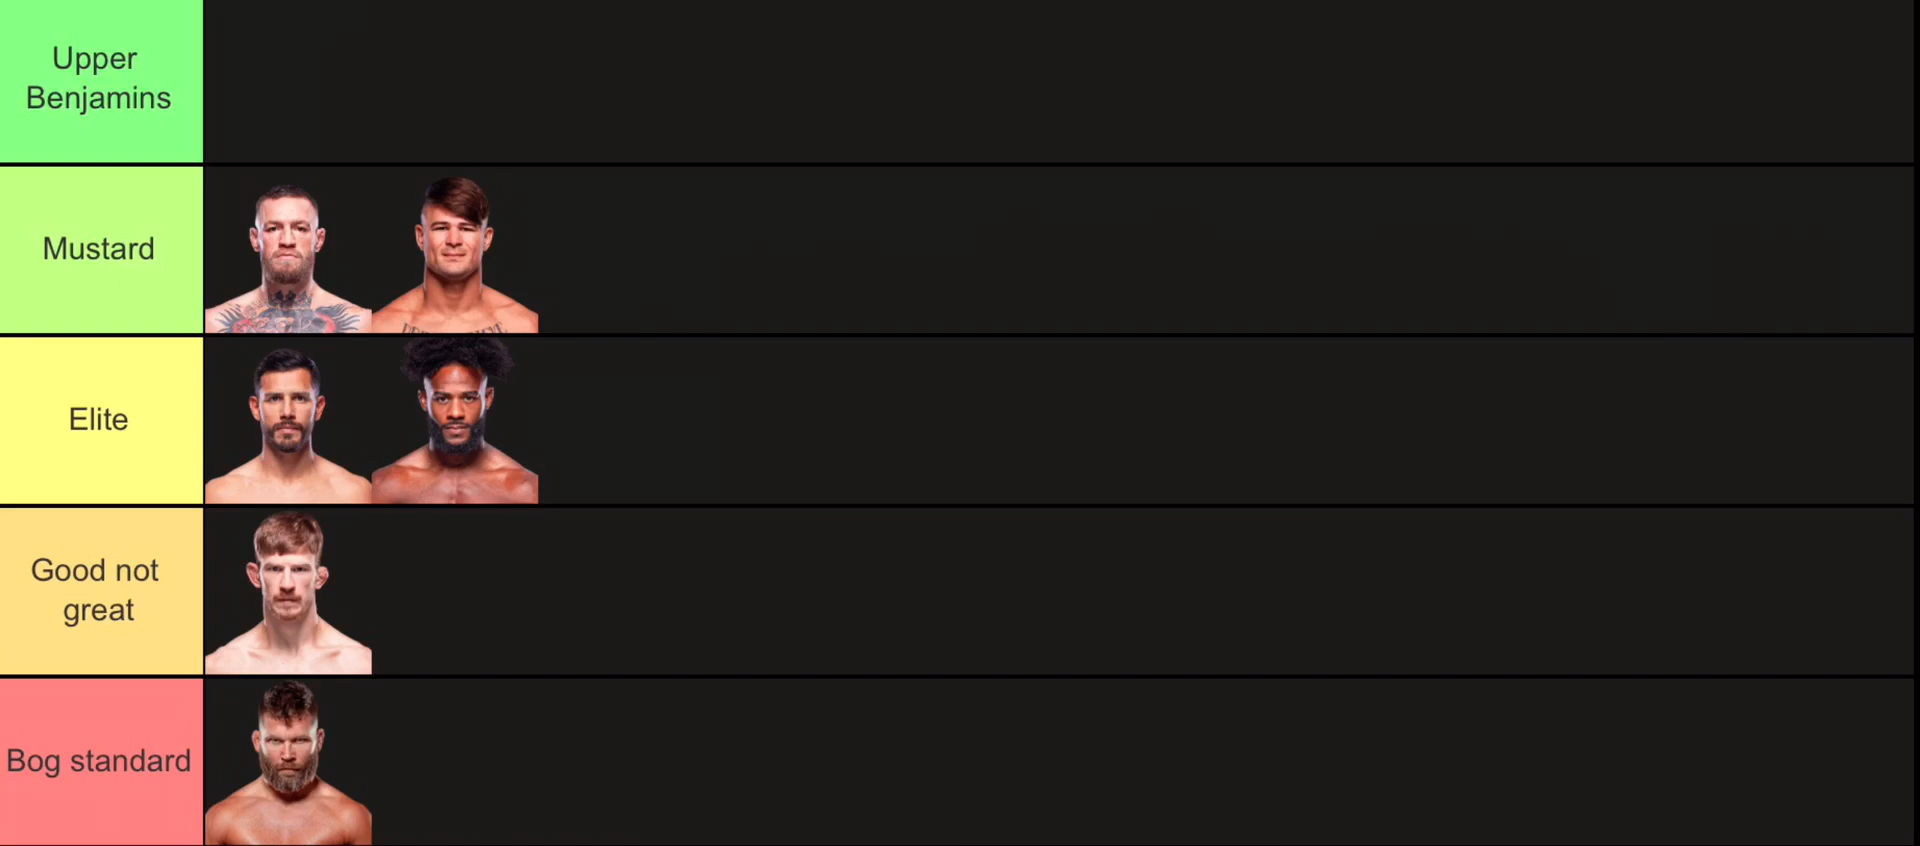 Upper
Benjamins
Mustard
Elite
Good not
great
Bog standard